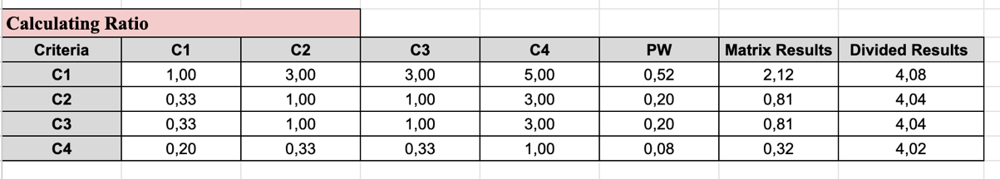 Calculating Ratio
Criteria C1 C2 C3 C4 PW Matrix Results Divided Results
C1 1,00 3,00 3,00 5,00 0,52 2,12 4,08
C2 0,33 1,00 1,00 3,00 0,20 0,81 4,04
C3 0,33 1,00 1,00 3,00 0,20 0,81 4,04
C4 0,20 0,33 0,33 1,00 0,08 0,32 4,02